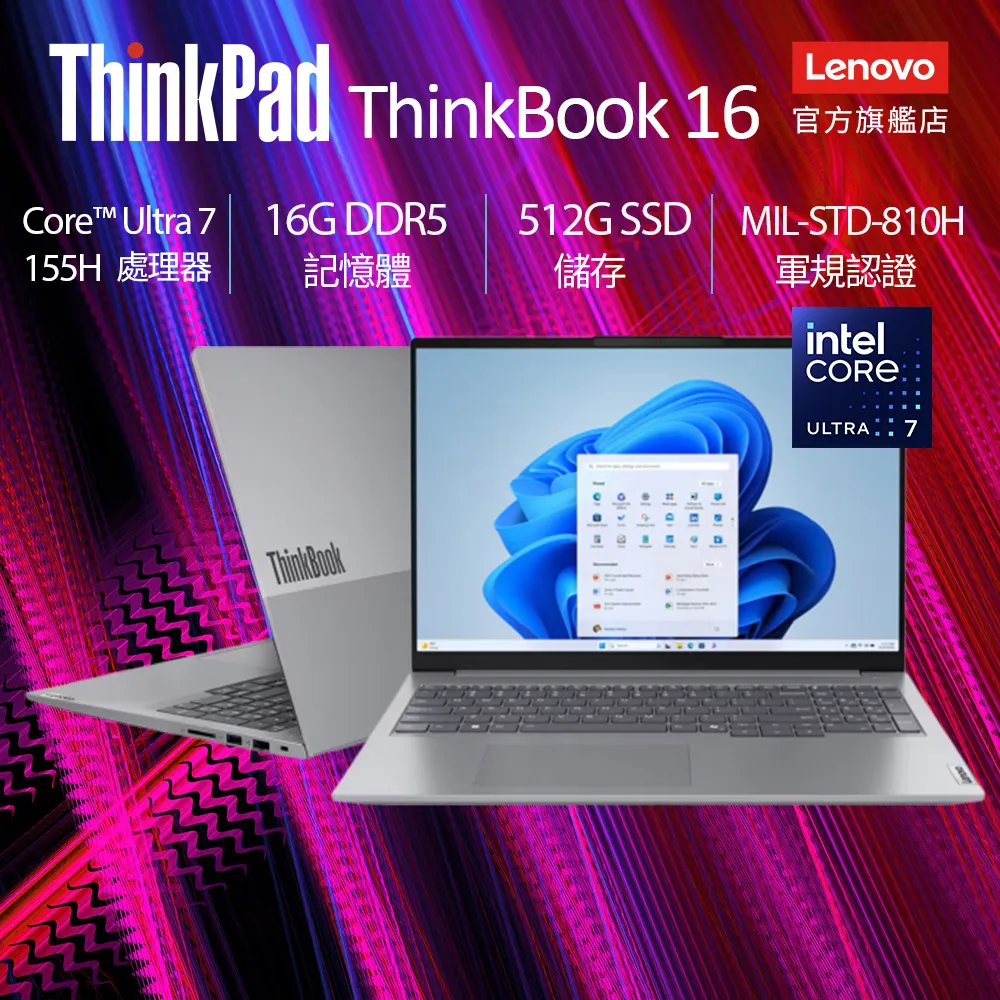 ThinkPad ThinkBook 16
Lenovo
官方旗艦店
Core™ Ultra 7
155H 處理器
16G DDR5
記憶體
512G SSD
儲存
MIL-STD-810H
軍規認證
intel
CORE
ULTRA 7
ThinkBook
Lenovo